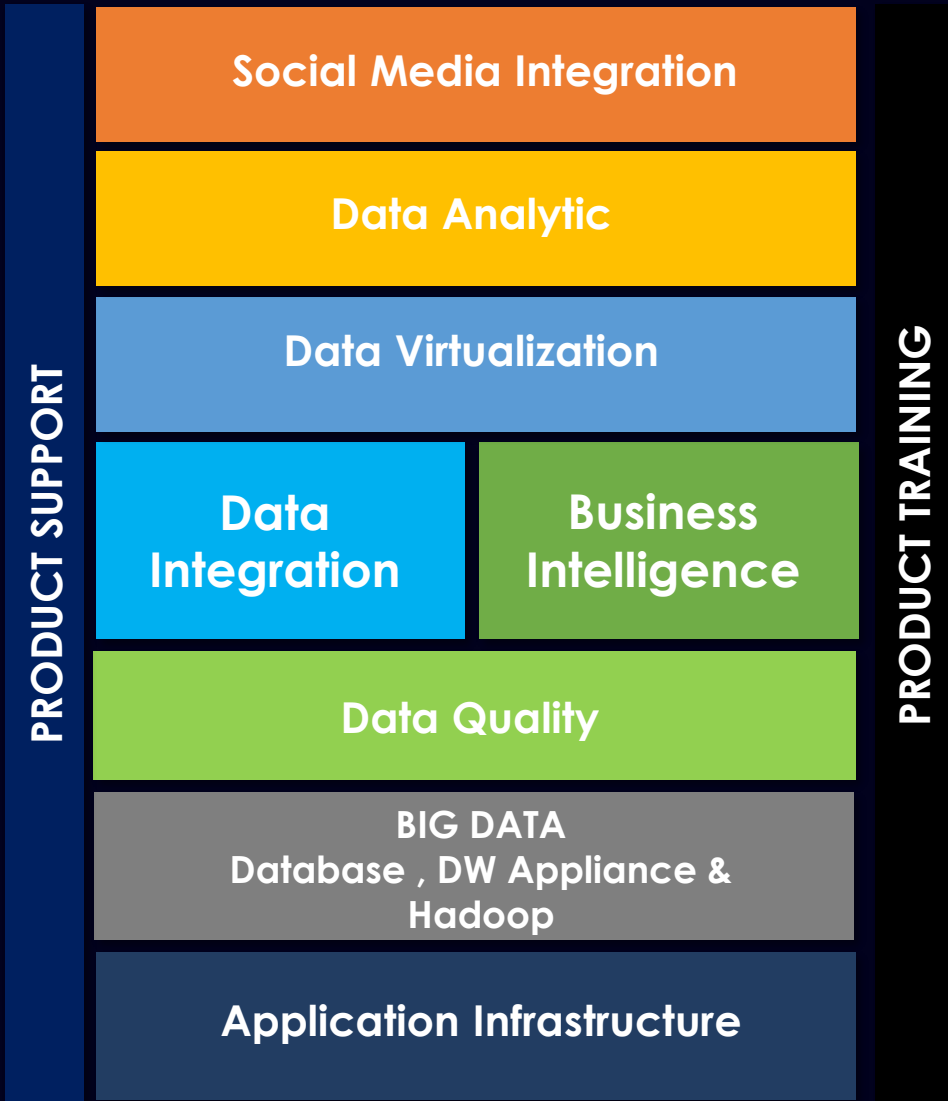 Social Media Integration
Data Analytic
Data Virtualization
Data
Integration
Business
Intelligence
Data Quality
BIG DATA
Database , DW Appliance &
Hadoop
Application Infrastructure
PRODUCT SUPPORT
PRODUCT TRAINING